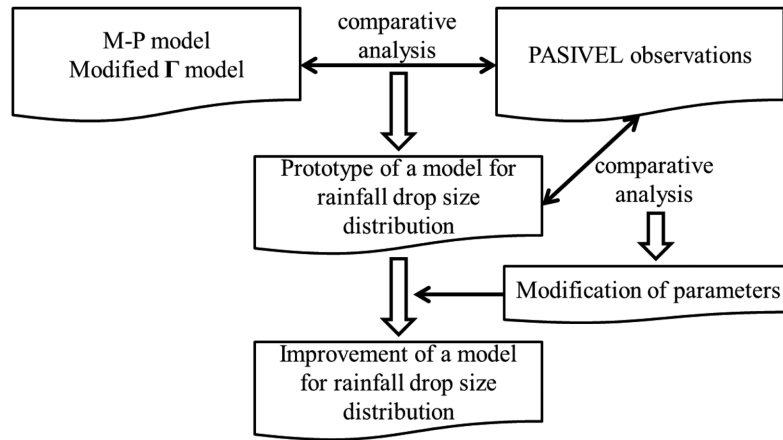 M-P model
Modified Γ model
comparative
analysis
PASIVEL observations
Prototype of a model for
rainfall drop size
distribution
comparative
analysis
Modification of parameters
Improvement of a model
for rainfall drop size
distribution